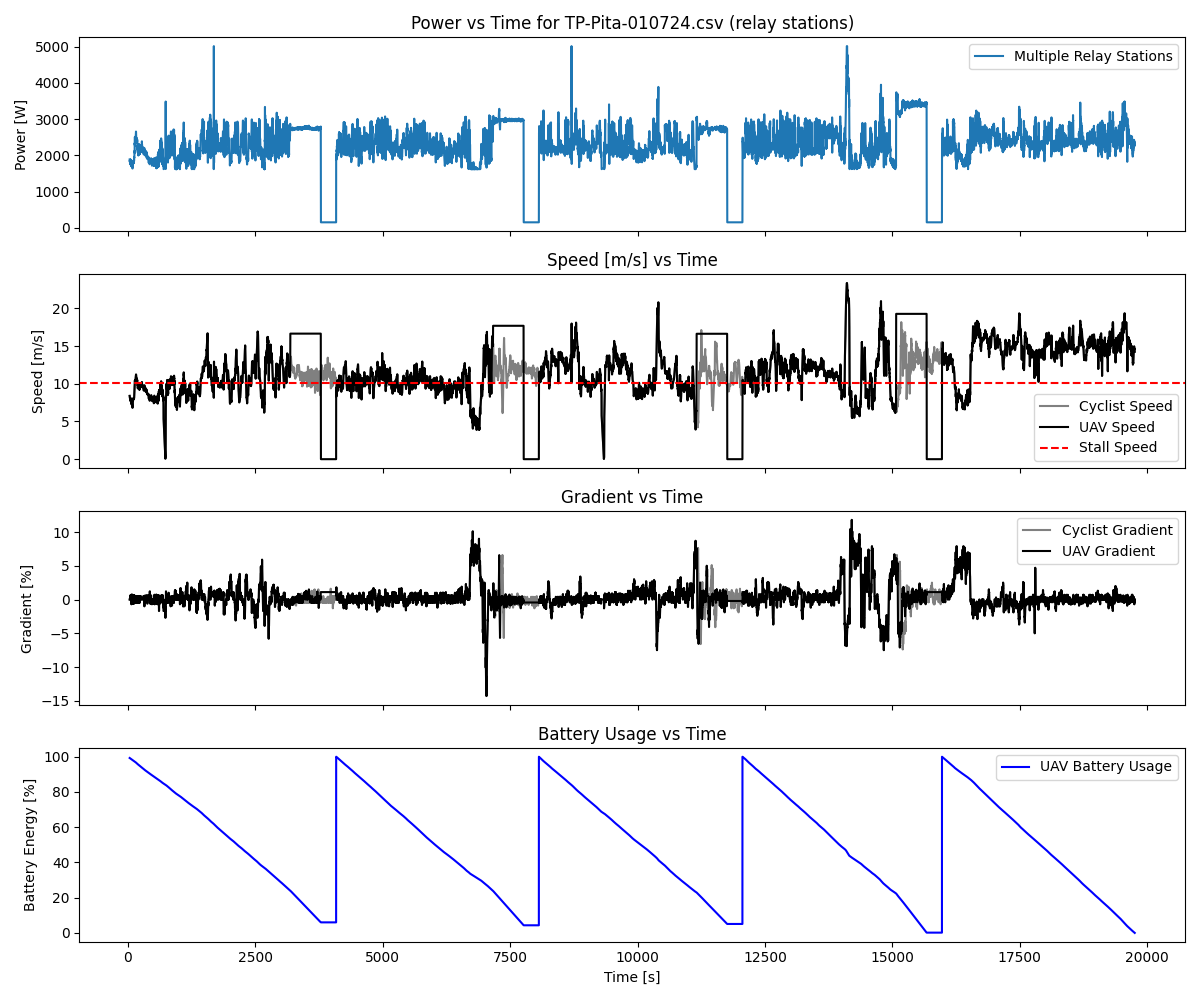 Power vs Time for TP-Pita-010724.csv (relay stations)
Power [W]
5000
4000
3000
2000
1000
0
Multiple Relay Stations
Speed [m/s] vs Time
Speed [m/s]
20
15
10
5
0
Cyclist Speed
UAV Speed
Stall Speed
Gradient vs Time
Gradient [%]
10
5
0
−5
−10
−15
Cyclist Gradient
UAV Gradient
Battery Usage vs Time
Battery Energy [%]
100
80
60
40
20
0
UAV Battery Usage
0 2500 5000 7500 10000 12500 15000 17500 20000
Time [s]